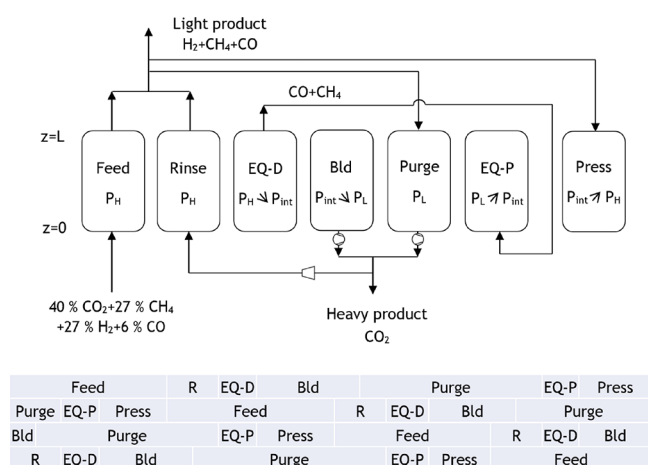 Light product
H₂+CH₄+CO
CO+CH₄
z=L
Feed Rinse EQ-D Bld Purge EQ-P Press
P_H P_H P_H ↘ P_int P_int ↘ P_L P_L P_L ↗ P_int P_int ↗ P_H
z=0
40 % CO₂+27 % CH₄
+27 % H₂+6 % CO
Heavy product
CO₂
Feed R EQ-D Bld Purge EQ-P Press
Purge EQ-P Press Feed R EQ-D Bld Purge
Bld Purge EQ-P Press Feed R EQ-D Bld
R EQ-D Bld Purge EQ-P Press Feed